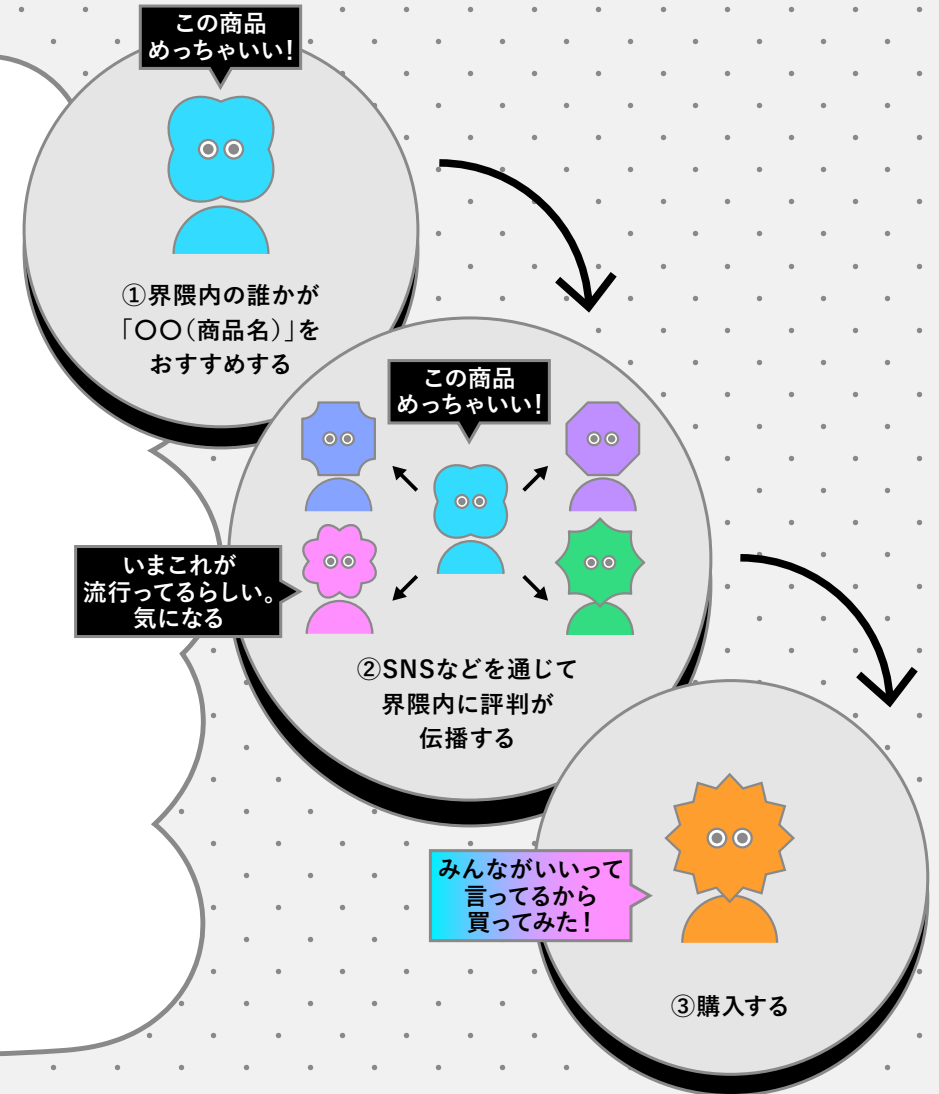 この商品
めっちゃいい！
①界隈内の誰かが
「〇〇（商品名）」を
おすすめする
この商品
めっちゃいい！
いまこれが
流行ってるらしい。
気になる
②SNSなどを通じて
界隈内に評判が
伝播する
みんながいいって
言ってるから
買ってみた！
③購入する